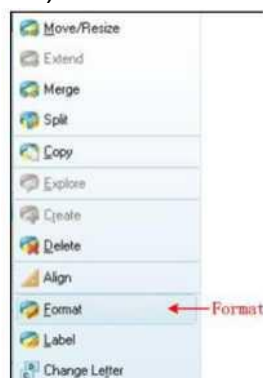 Move/Resize
Extend
Merge
Split
Copy
Explore
Create
Delete
Align
Format
Format
Label
Change Letter